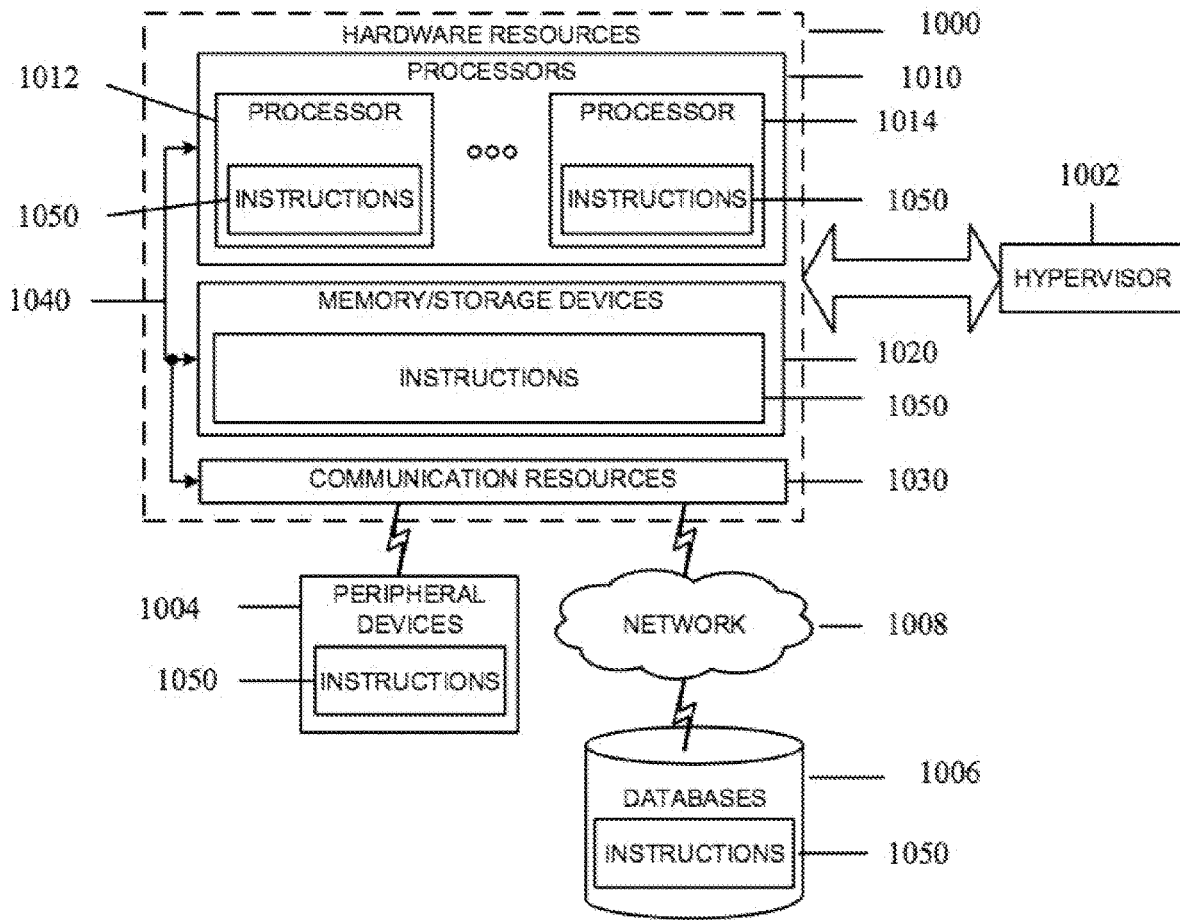 HARDWARE RESOURCES
1000
PROCESSORS
1010
1012
PROCESSOR
PROCESSOR
1014
INSTRUCTIONS
INSTRUCTIONS
1050
1050
1002
HYPERVISOR
1040
MEMORY/STORAGE DEVICES
1020
INSTRUCTIONS
1050
COMMUNICATION RESOURCES
1030
1004
PERIPHERAL
DEVICES
NETWORK
1008
1050
INSTRUCTIONS
1006
DATABASES
INSTRUCTIONS
1050